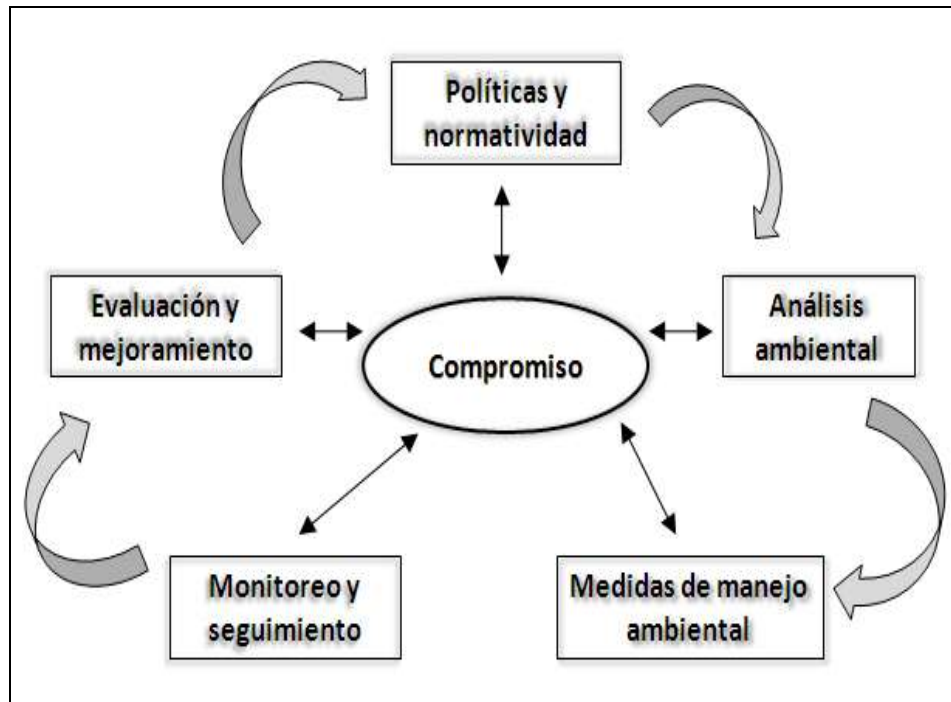 Políticas y
normatividad
Evaluación y
mejoramiento
Análisis
ambiental
Compromiso
Monitoreo y
seguimiento
Medidas de manejo
ambiental